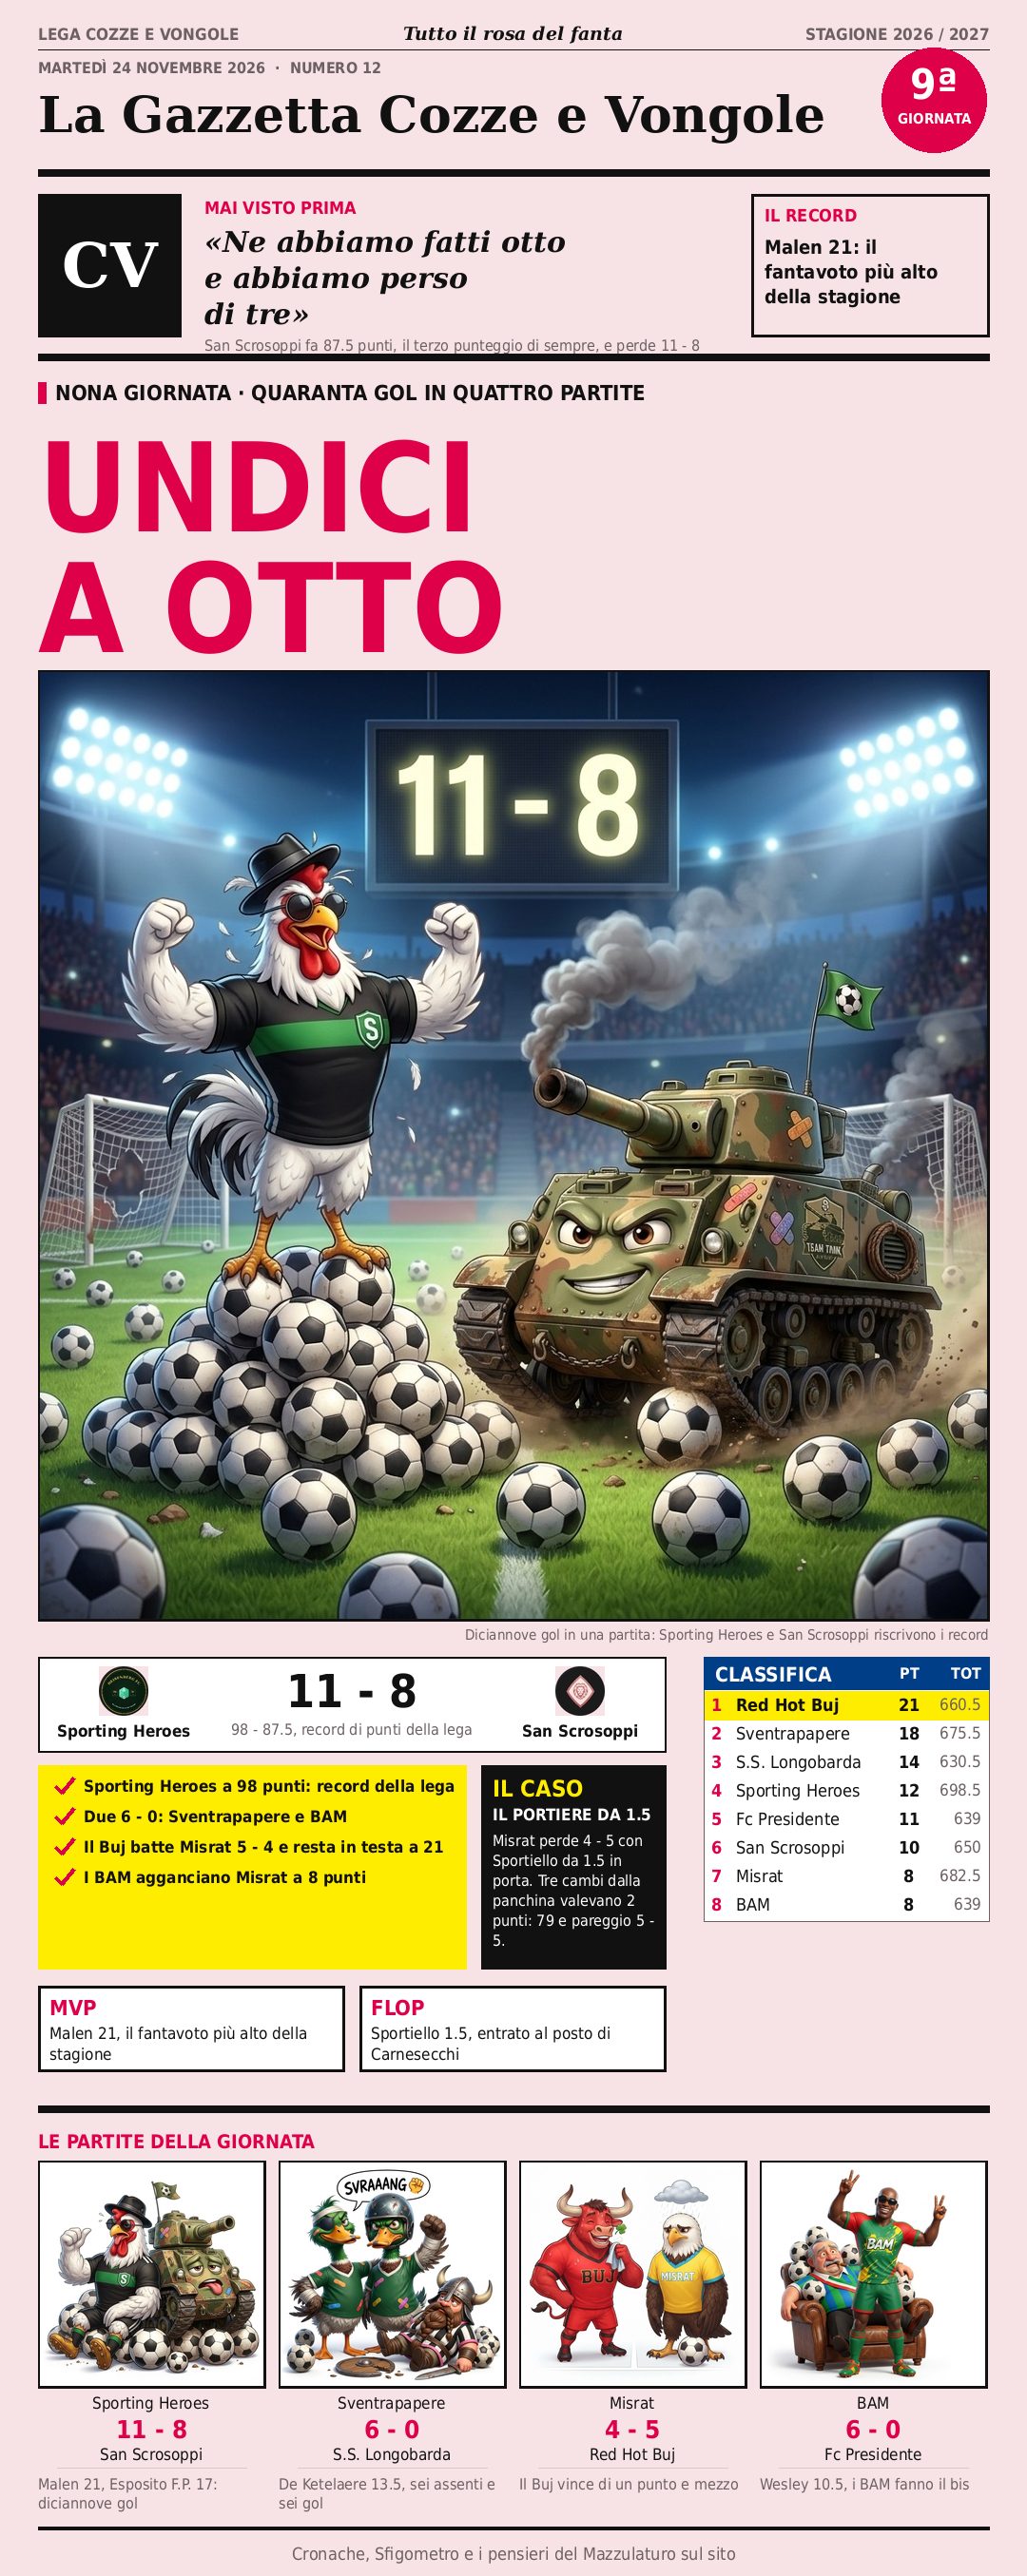 LEGA COZZE E VONGOLE
Tutto il rosa del fanta
STAGIONE 2026 / 2027
MARTEDÌ 24 NOVEMBRE 2026 · NUMERO 12
La Gazzetta Cozze e Vongole
9ª
GIORNATA
CV
MAI VISTO PRIMA
«Ne abbiamo fatti otto
e abbiamo perso
di tre»
San Scrosoppi fa 87.5 punti, il terzo punteggio di sempre, e perde 11 - 8
IL RECORD
Malen 21: il
fantavoto più alto
della stagione
NONA GIORNATA · QUARANTA GOL IN QUATTRO PARTITE
UNDICI
A OTTO
11-8
S
TEAM TANK
Diciannove gol in una partita: Sporting Heroes e San Scrosoppi riscrivono i record
11 - 8
Sporting Heroes
98 - 87.5, record di punti della lega
San Scrosoppi
Sporting Heroes a 98 punti: record della lega
Due 6 - 0: Sventrapapere e BAM
Il Buj batte Misrat 5 - 4 e resta in testa a 21
I BAM agganciano Misrat a 8 punti
IL CASO
IL PORTIERE DA 1.5
Misrat perde 4 - 5 con
Sportiello da 1.5 in
porta. Tre cambi dalla
panchina valevano 2
punti: 79 e pareggio 5 -
5.
CLASSIFICA PT TOT
1 Red Hot Buj 21 660.5
2 Sventrapapere 18 675.5
3 S.S. Longobarda 14 630.5
4 Sporting Heroes 12 698.5
5 Fc Presidente 11 639
6 San Scrosoppi 10 650
7 Misrat 8 682.5
8 BAM 8 639
MVP
Malen 21, il fantavoto più alto della
stagione
FLOP
Sportiello 1.5, entrato al posto di
Carnesecchi
LE PARTITE DELLA GIORNATA
S
SVRAAANG
BUJ
MISRAT
BAM
Sporting Heroes
11 - 8
San Scrosoppi
Malen 21, Esposito F.P. 17:
diciannove gol
Sventrapapere
6 - 0
S.S. Longobarda
De Ketelaere 13.5, sei assenti e
sei gol
Misrat
4 - 5
Red Hot Buj
Il Buj vince di un punto e mezzo
BAM
6 - 0
Fc Presidente
Wesley 10.5, i BAM fanno il bis
Cronache, Sfigometro e i pensieri del Mazzulaturo sul sito